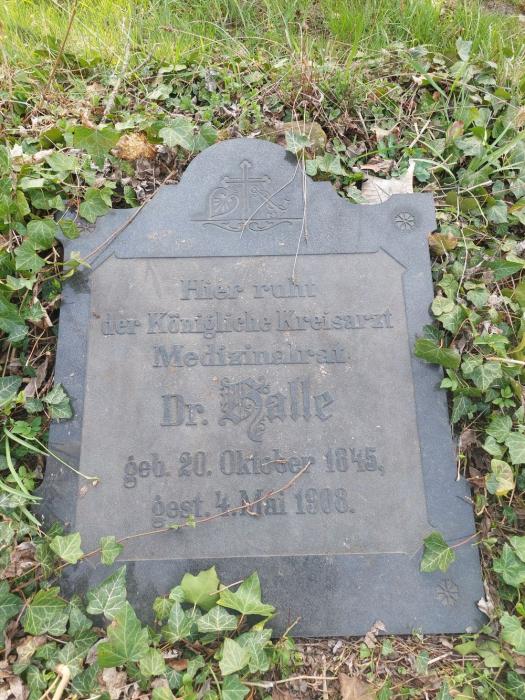 Hier ruht
der Königliche Kreisarzt
Medizinalrat
Dr. Halle
geb. 20. Oktober 1845,
gest. 4. Mai 1908.